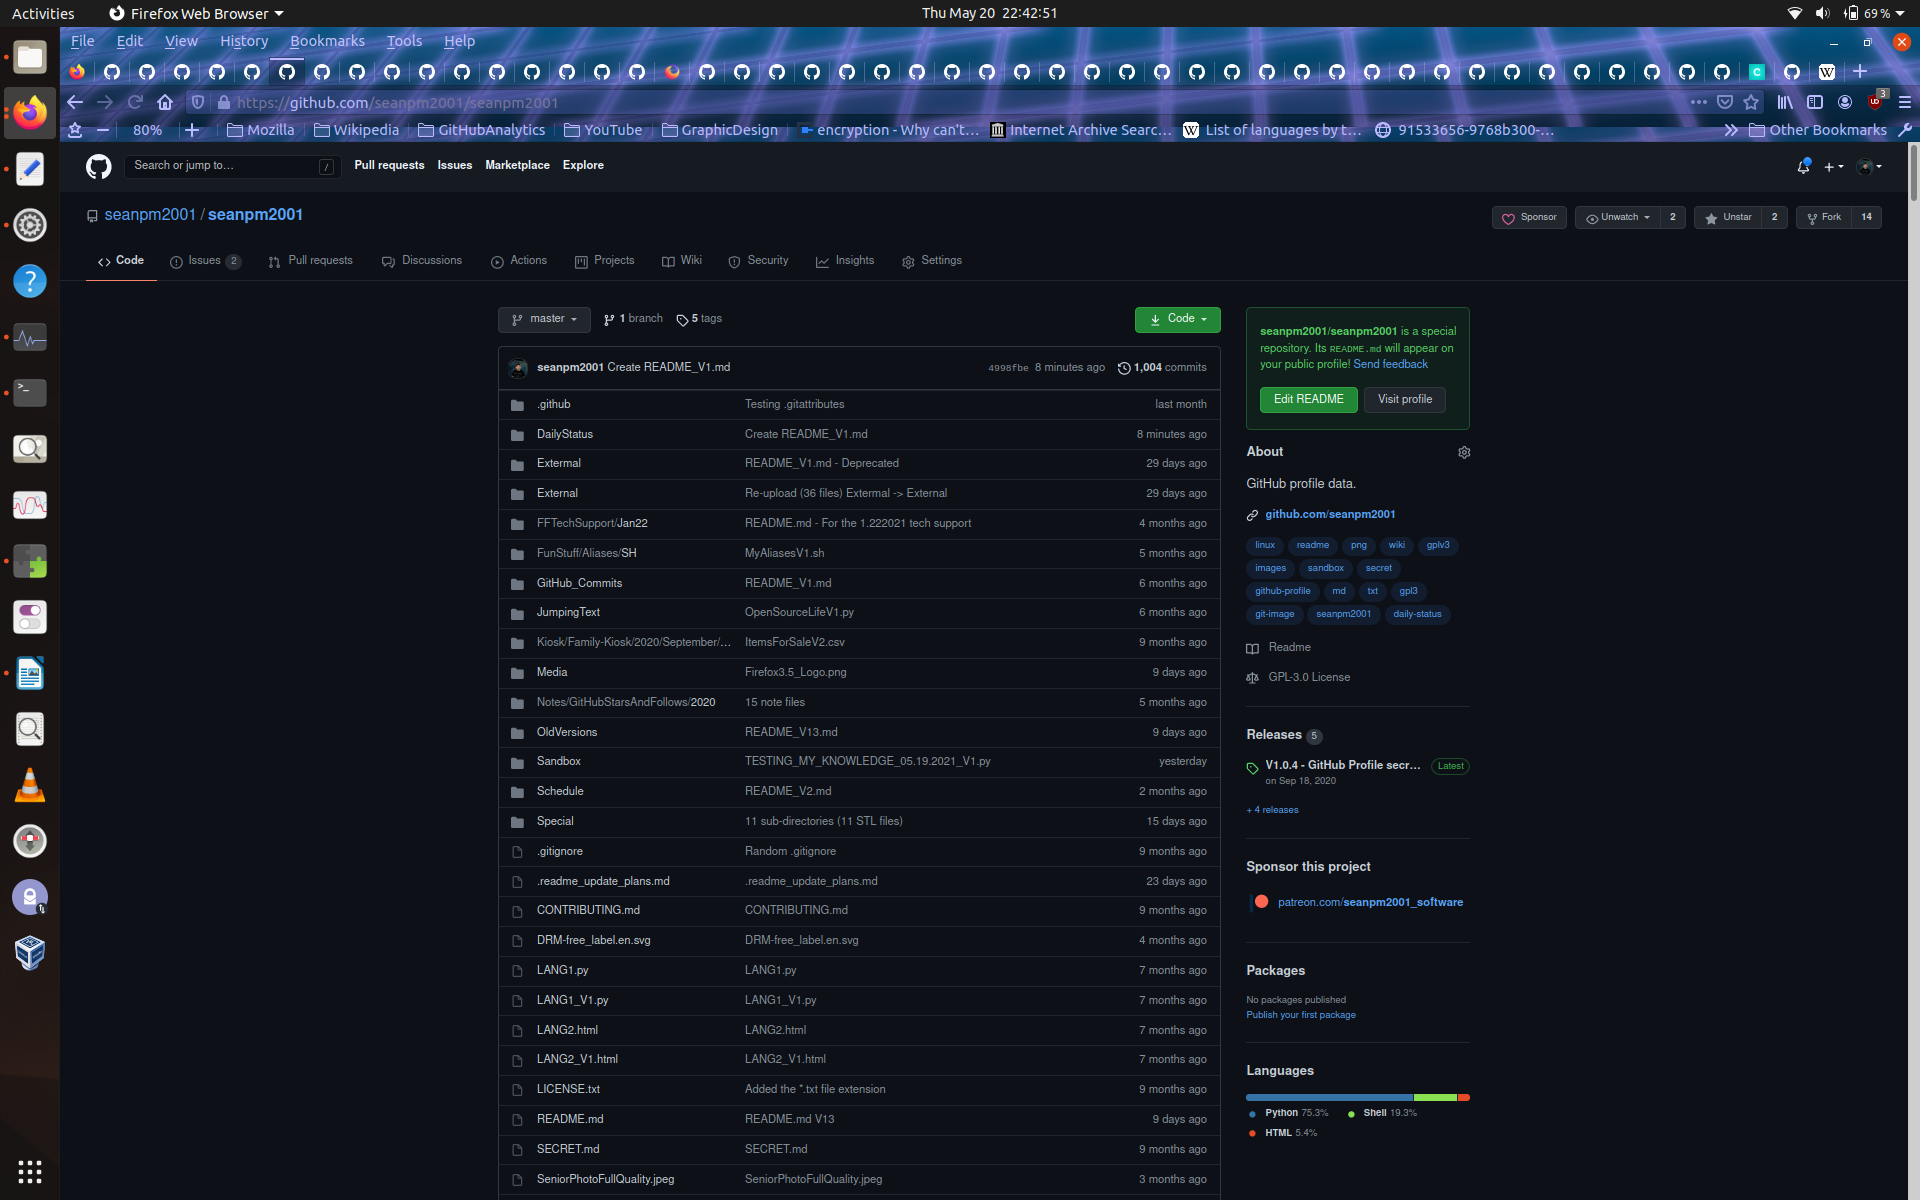 Activities Firefox Web Browser Thu May 20 22:42:51 69 %
File Edit View History Bookmarks Tools Help
https://github.com/seanpm2001/seanpm2001 3
80% Mozilla Wikipedia GitHubAnalytics YouTube GraphicDesign encryption - Why can't… Internet Archive Searc… List of languages by t… 91533656-9768b300-… Other Bookmarks
Search or jump to… / Pull requests Issues Marketplace Explore
seanpm2001 / seanpm2001 Sponsor Unwatch 2 Unstar 2 Fork 14
Code Issues 2 Pull requests Discussions Actions Projects Wiki Security Insights Settings
master 1 branch 5 tags Code
seanpm2001 Create README_V1.md 4998fbe 8 minutes ago 1,004 commits
.github Testing .gitattributes last month
DailyStatus Create README_V1.md 8 minutes ago
Extermal README_V1.md - Deprecated 29 days ago
External Re-upload (36 files) Extermal -> External 29 days ago
FFTechSupport/Jan22 README.md - For the 1.222021 tech support 4 months ago
FunStuff/Aliases/SH MyAliasesV1.sh 5 months ago
GitHub_Commits README_V1.md 6 months ago
JumpingText OpenSourceLifeV1.py 6 months ago
Kiosk/Family-Kiosk/2020/September/… ItemsForSaleV2.csv 9 months ago
Media Firefox3.5_Logo.png 9 days ago
Notes/GitHubStarsAndFollows/2020 15 note files 5 months ago
OldVersions README_V13.md 9 days ago
Sandbox TESTING_MY_KNOWLEDGE_05.19.2021_V1.py yesterday
Schedule README_V2.md 2 months ago
Special 11 sub-directories (11 STL files) 15 days ago
.gitignore Random .gitignore 9 months ago
.readme_update_plans.md .readme_update_plans.md 23 days ago
CONTRIBUTING.md CONTRIBUTING.md 9 months ago
DRM-free_label.en.svg DRM-free_label.en.svg 4 months ago
LANG1.py LANG1.py 7 months ago
LANG1_V1.py LANG1_V1.py 7 months ago
LANG2.html LANG2.html 7 months ago
LANG2_V1.html LANG2_V1.html 7 months ago
LICENSE.txt Added the *.txt file extension 9 months ago
README.md README.md V13 9 days ago
SECRET.md SECRET.md 9 months ago
SeniorPhotoFullQuality.jpeg SeniorPhotoFullQuality.jpeg 3 months ago
seanpm2001/seanpm2001 is a special
repository. Its README.md will appear on
your public profile! Send feedback
Edit README Visit profile
About
GitHub profile data.
github.com/seanpm2001
linux readme png wiki gplv3
images sandbox secret
github-profile md txt gpl3
git-image seanpm2001 daily-status
Readme
GPL-3.0 License
Releases 5
V1.0.4 - GitHub Profile secr… Latest
on Sep 18, 2020
+ 4 releases
Sponsor this project
patreon.com/seanpm2001_software
Packages
No packages published
Publish your first package
Languages
Python 75.3% Shell 19.3%
HTML 5.4%